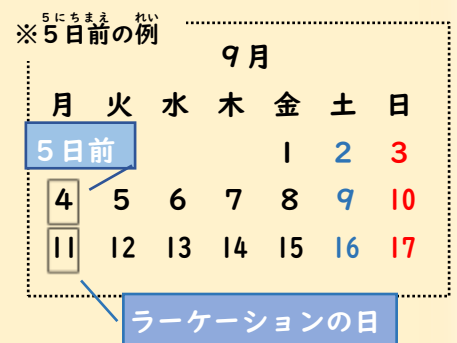 ※５日前の例
５にちまえ れい
９月
月 火 水 木 金 土 日
５日前
1 2 3
4 5 6 7 8 9 10
11 12 13 14 15 16 17
ラーケーションの日